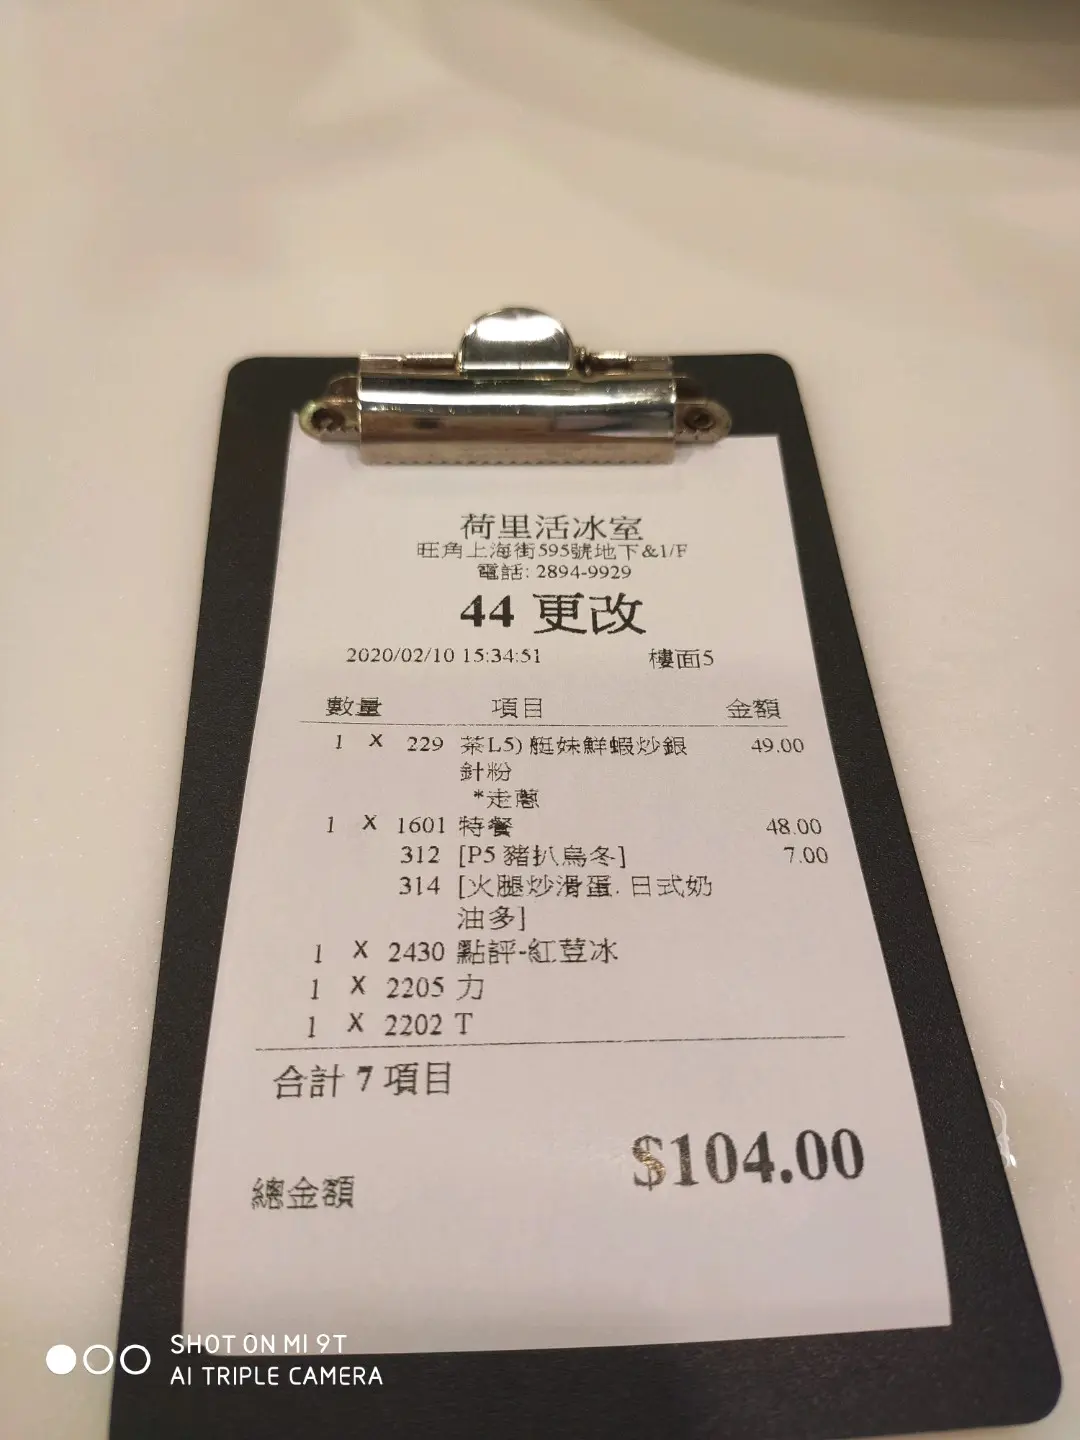 荷里活冰室
旺角上海街595號地下&1/F
電話: 2894-9929
44 更改
2020/02/10 15:34:51 樓面5
數量 項目 金額
1 X 229 茶L5) 艇妹鮮蝦炒銀 49.00
針粉
*走蔥
1 X 1601 特餐 48.00
312 [P5 豬扒烏冬] 7.00
314 [火腿炒滑蛋. 日式奶
油多]
1 X 2430 點評-紅荳冰
1 X 2205 力
1 X 2202 T
合計 7 項目
$104.00
總金額
SHOT ON MI 9T
AI TRIPLE CAMERA